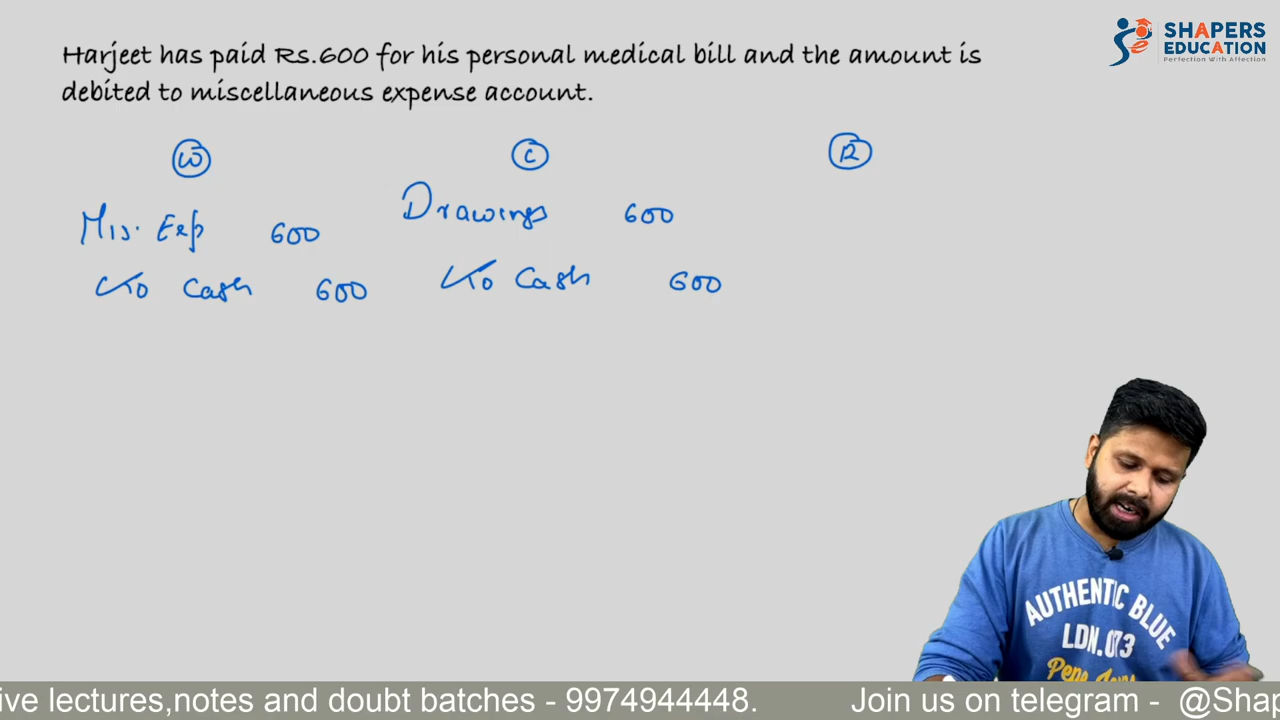 SHAPERS
EDUCATION
Perfection With Affection
Harjeet has paid Rs.600 for his personal medical bill and the amount is
debited to miscellaneous expense account.
W C R
Mis. Exp 600 Drawings 600
To Cash 600 To Cash 600
AUTHENTIC BLUE
LDN.
Pepe
ive lectures,notes and doubt batches - 9974944448. Join us on telegram - @Shap